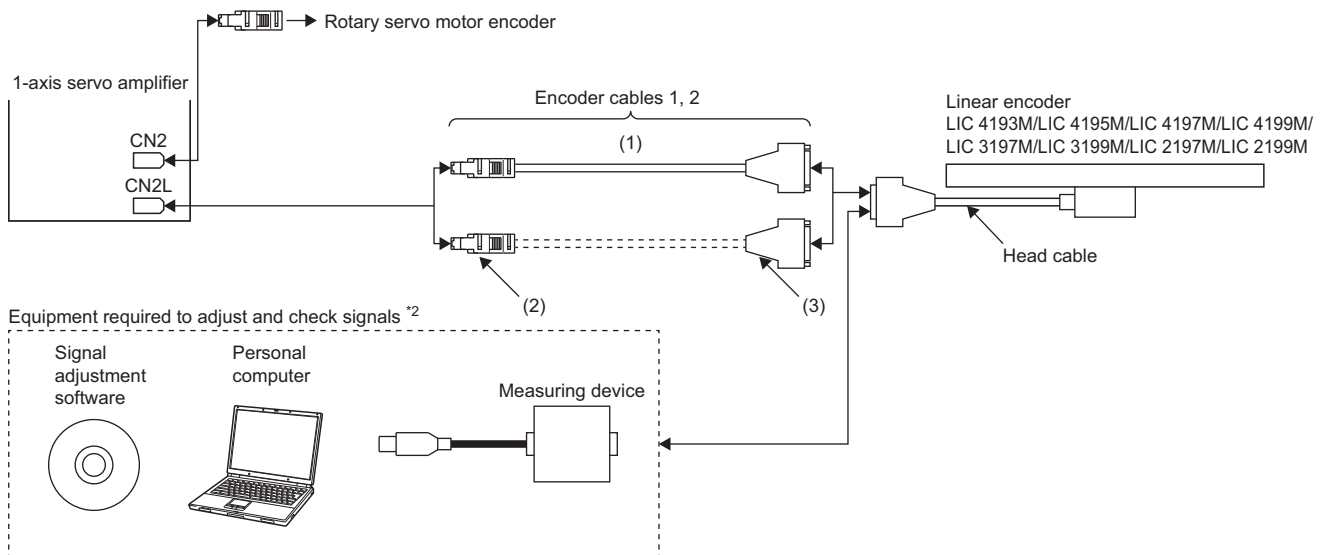 Rotary servo motor encoder
1-axis servo amplifier
CN2
CN2L
Encoder cables 1, 2
(1)
(2)
(3)
Linear encoder
LIC 4193M/LIC 4195M/LIC 4197M/LIC 4199M/
LIC 3197M/LIC 3199M/LIC 2197M/LIC 2199M
Head cable
Equipment required to adjust and check signals *2
Signal
adjustment
software
Personal
computer
Measuring device